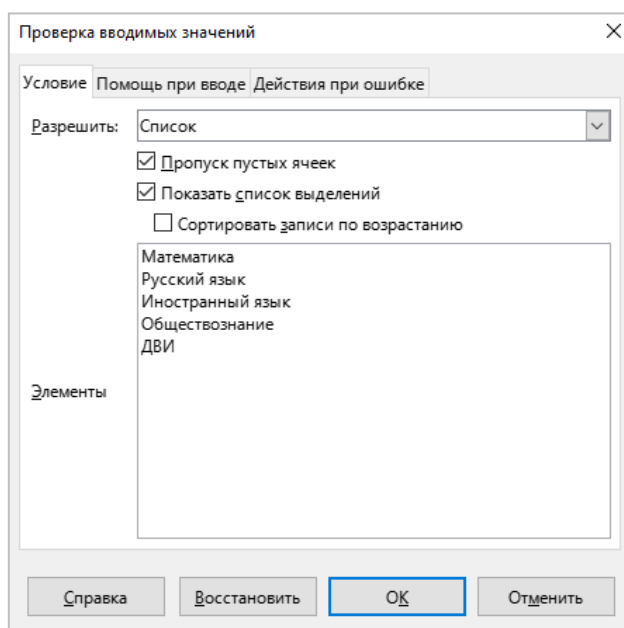 Проверка вводимых значений
Условие Помощь при вводе Действия при ошибке
Разрешить: Список
Пропуск пустых ячеек
Показать список выделений
Сортировать записи по возрастанию
Математика
Русский язык
Иностранный язык
Обществознание
ДВИ
Элементы
Справка Восстановить ОК Отменить